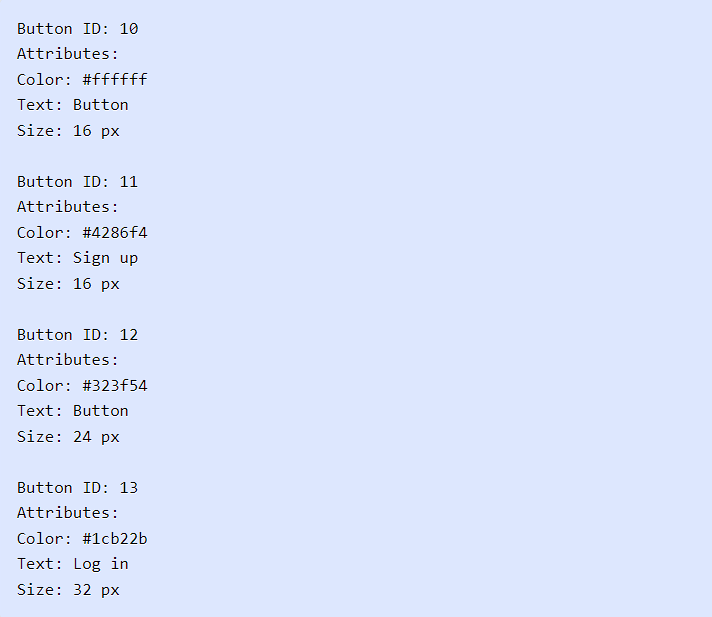 Button ID: 10
Attributes:
Color: #ffffff
Text: Button
Size: 16 px

Button ID: 11
Attributes:
Color: #4286f4
Text: Sign up
Size: 16 px

Button ID: 12
Attributes:
Color: #323f54
Text: Button
Size: 24 px

Button ID: 13
Attributes:
Color: #1cb22b
Text: Log in
Size: 32 px